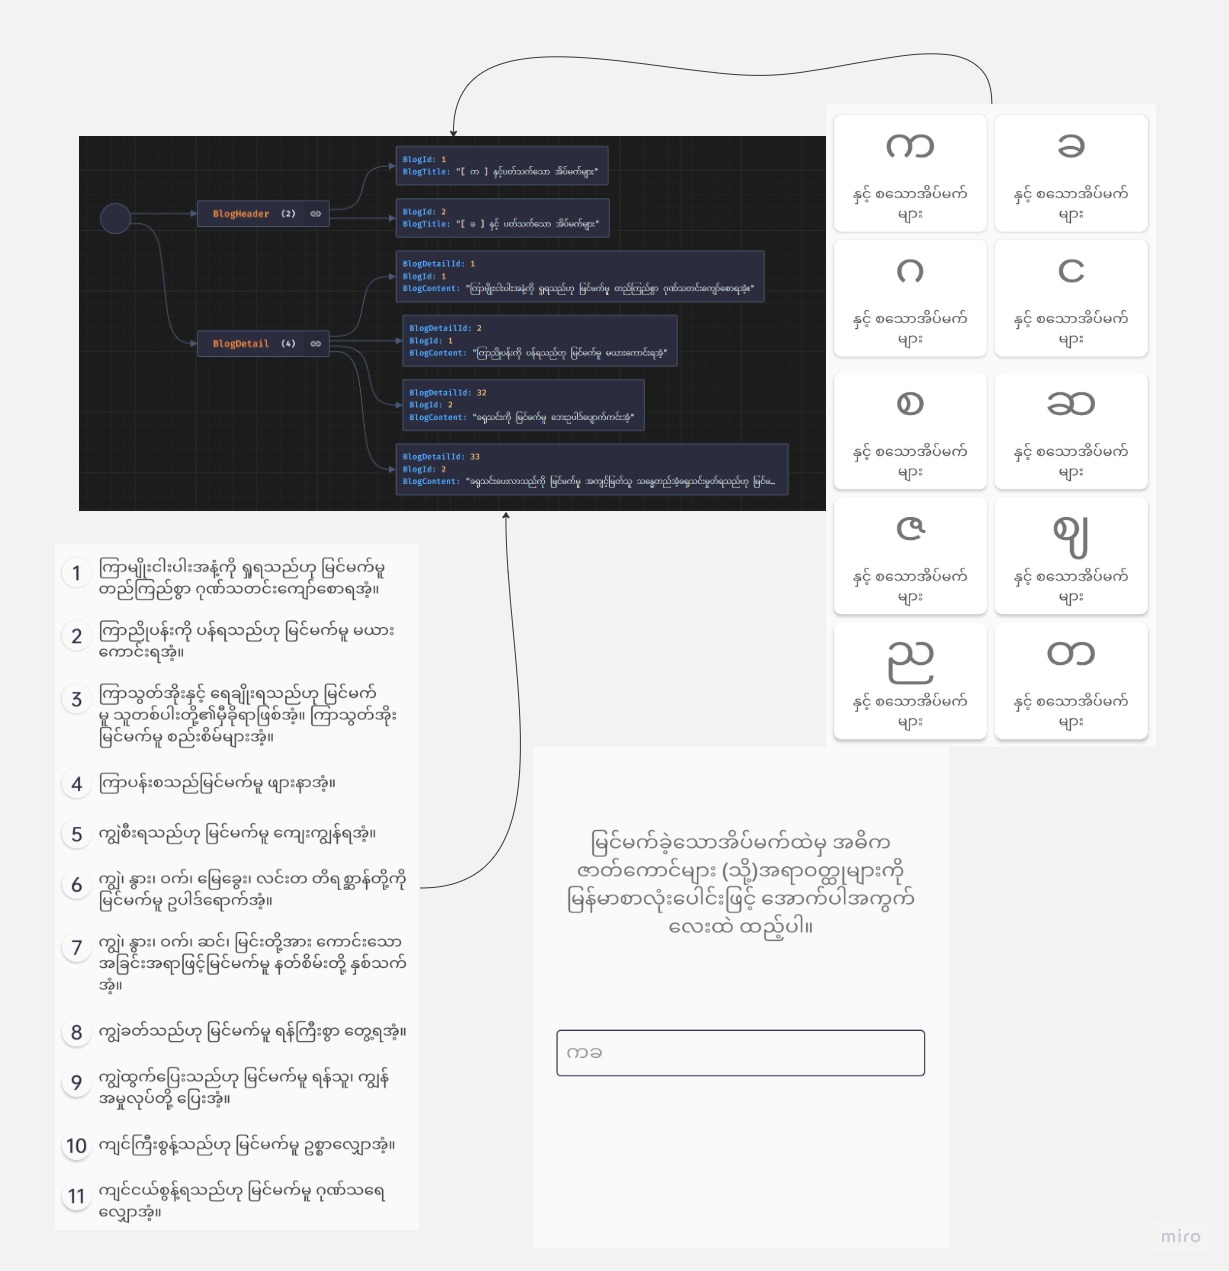 BlogHeader (2)
BlogDetail (4)
BlogId: 1
BlogTitle: "[ က ] နှင့်ပတ်သက်သော အိပ်မက်များ"
BlogId: 2
BlogTitle: "[ ခ ] နှင့် ပတ်သက်သော အိပ်မက်များ"
BlogDetailId: 1
BlogId: 1
BlogContent: "ကြာမျိုးငါးပါးအနံ့ကို ရှူရသည်ဟု မြင်မက်မူ တည်ကြည်စွာ ဂုဏ်သတင်းကျော်စောရအံ့။"
BlogDetailId: 2
BlogId: 1
BlogContent: "ကြာညိုပန်းကို ပန်ရသည်ဟု မြင်မက်မူ မယားကောင်းရအံ့"
BlogDetailId: 32
BlogId: 2
BlogContent: "ခရုသင်းကို မြင်မက်မူ ဘေးဥပါဒ်ပျောက်ကင်းအံ့"
BlogDetailId: 33
BlogId: 2
BlogContent: "ခရုသင်းပေးလာသည်ကို မြင်မက်မူ အကျင့်မြတ်သူ သန္ဓေတည်အံ့ခရုသင်းမှုတ်ရသည်ဟု မြင်မ…
က
နှင့် စသောအိပ်မက်
များ
ခ
နှင့် စသောအိပ်မက်
များ
ဂ
နှင့် စသောအိပ်မက်
များ
င
နှင့် စသောအိပ်မက်
များ
စ
နှင့် စသောအိပ်မက်
များ
ဆ
နှင့် စသောအိပ်မက်
များ
ဇ
နှင့် စသောအိပ်မက်
များ
ဈ
နှင့် စသောအိပ်မက်
များ
ည
နှင့် စသောအိပ်မက်
များ
တ
နှင့် စသောအိပ်မက်
များ
1 ကြာမျိုးငါးပါးအနံ့ကို ရှူရသည်ဟု မြင်မက်မူ
တည်ကြည်စွာ ဂုဏ်သတင်းကျော်စောရအံ့။
2 ကြာညိုပန်းကို ပန်ရသည်ဟု မြင်မက်မူ မယား
ကောင်းရအံ့။
3 ကြာသွတ်အိုးနှင့် ရေချိုးရသည်ဟု မြင်မက်
မူ သူတစ်ပါးတို့၏မှီခိုရာဖြစ်အံ့။ ကြာသွတ်အိုး
မြင်မက်မူ စည်းစိမ်များအံ့။
4 ကြာပန်းစသည်မြင်မက်မူ ဖျားနာအံ့။
5 ကျွဲစီးရသည်ဟု မြင်မက်မူ ကျေးကျွန်ရအံ့။
6 ကျွဲ၊ နွား၊ ဝက်၊ မြေခွေး၊ လင်းတ တိရစ္ဆာန်တို့ကို
မြင်မက်မူ ဥပါဒ်ရောက်အံ့။
7 ကျွဲ၊ နွား၊ ဝက်၊ ဆင်၊ မြင်းတို့အား ကောင်းသော
အခြင်းအရာဖြင့်မြင်မက်မူ နတ်စိမ်းတို့ နှစ်သက်
အံ့။
8 ကျွဲခတ်သည်ဟု မြင်မက်မူ ရန်ကြီးစွာ တွေ့ရအံ့။
9 ကျွဲထွက်ပြေးသည်ဟု မြင်မက်မူ ရန်သူ၊ ကျွန်
အမှုလုပ်တို့ ပြေးအံ့။
10 ကျင်ကြီးစွန့်သည်ဟု မြင်မက်မူ ဥစ္စာလျှောအံ့။
11 ကျင်ငယ်စွန့်ရသည်ဟု မြင်မက်မူ ဂုဏ်သရေ
လျှောအံ့။
မြင်မက်ခဲ့သောအိပ်မက်ထဲမှ အဓိက
ဇာတ်ကောင်များ (သို့)အရာဝတ္ထုများကို
မြန်မာစာလုံးပေါင်းဖြင့် အောက်ပါအကွက်
လေးထဲ ထည့်ပါ။
ကခ
miro